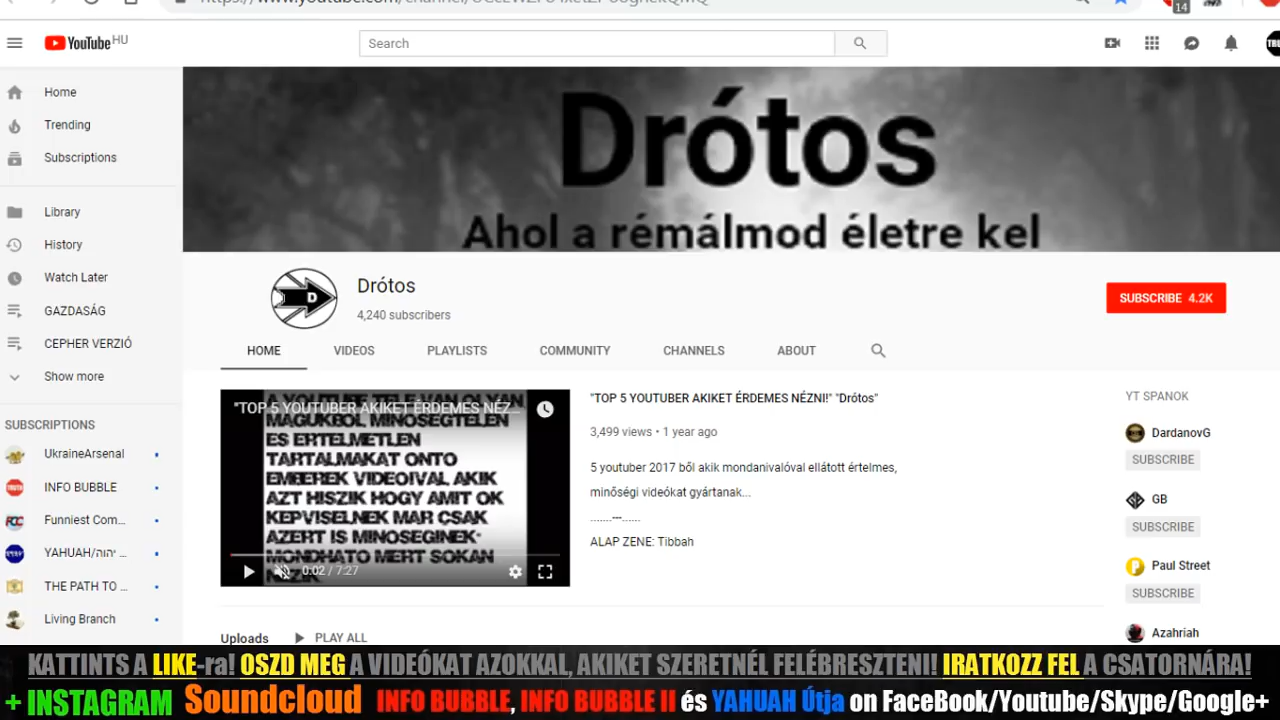 YouTube HU
Search
14
TRU
Home
Trending
Subscriptions
Library
History
Watch Later
GAZDASÁG
CEPHER VERZIÓ
Show more
SUBSCRIPTIONS
UkraineArsenal
INFO BUBBLE
Funniest Com...
YAHUAH/יהוה ...
THE PATH TO ...
Living Branch
Drótos
Ahol a rémálmod életre kel
D
Drótos
4,240 subscribers
SUBSCRIBE 4.2K
HOME VIDEOS PLAYLISTS COMMUNITY CHANNELS ABOUT
"TOP 5 YOUTUBER AKIKET ÉRDEMES NÉZ...
MAGUKBOL, MINOSEGTELEN
ES ERTELMETLEN
TARTALMAKAT ONTO
EMBEREK VIDEOIVAL AKIK
AZT HISZIK HOGY AMIT OK
KEPVISELNEK MAR CSAK
AZERT IS MINOSEGINEK
MONDHATO MERT SOKAN
NEZIK
0:02 / 7:27
"TOP 5 YOUTUBER AKIKET ÉRDEMES NÉZNI!" "Drótos"
3,499 views • 1 year ago
5 youtuber 2017 ből akik mondanivalóval ellátott értelmes,
minőségi videókat gyártanak...
.......---......
ALAP ZENE: Tibbah
YT SPANOK
DardanovG
SUBSCRIBE
GB
SUBSCRIBE
Paul Street
SUBSCRIBE
Azahriah
Uploads PLAY ALL
KATTINTS A LIKE-ra! OSZD MEG A VIDEÓKAT AZOKKAL, AKIKET SZERETNÉL FELÉBRESZTENI! IRATKOZZ FEL A CSATORNÁRA!
+ INSTAGRAM Soundcloud INFO BUBBLE, INFO BUBBLE II és YAHUAH Útja on FaceBook/Youtube/Skype/Google+